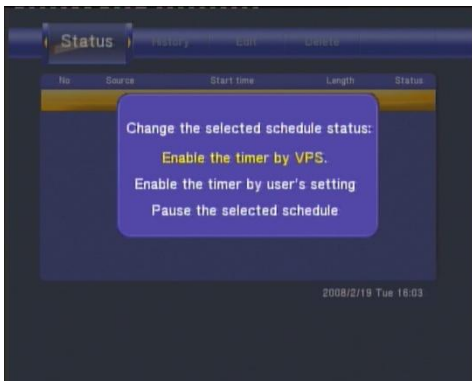 Status History Edit Delete
No Source Start time Length Status
Change the selected schedule status:
Enable the timer by VPS.
Enable the timer by user's setting
Pause the selected schedule
2008/2/19 Tue 16:03